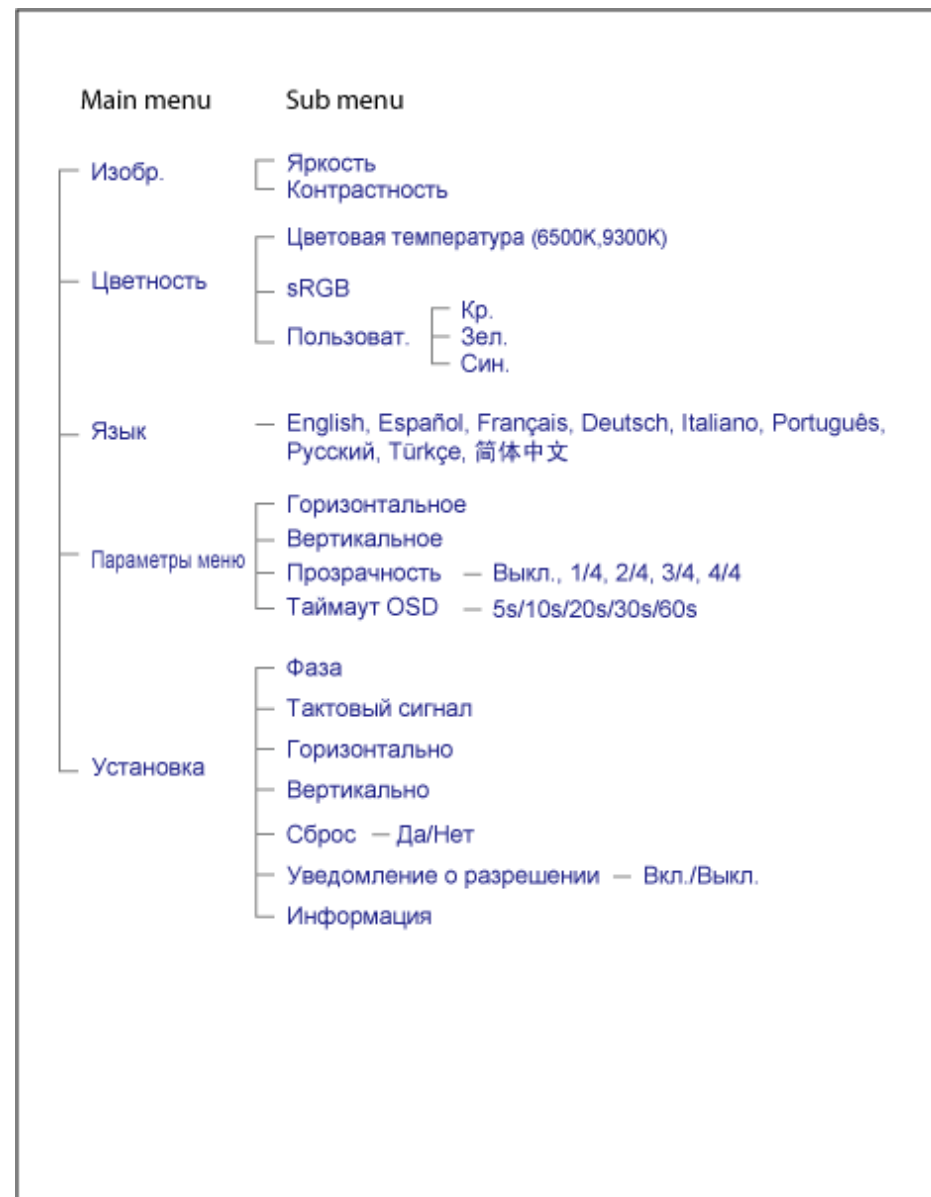 Main menu Sub menu
Изобр.
Яркость
Контрастность
Цветность
Цветовая температура (6500K,9300K)
sRGB
Пользоват.
Кр.
Зел.
Син.
Язык
English, Español, Français, Deutsch, Italiano, Português,
Русский, Türkçe, 简体中文
Параметры меню
Горизонтальное
Вертикальное
Прозрачность — Выкл., 1/4, 2/4, 3/4, 4/4
Таймаут OSD — 5s/10s/20s/30s/60s
Установка
Фаза
Тактовый сигнал
Горизонтально
Вертикально
Сброс — Да/Нет
Уведомление о разрешении — Вкл./Выкл.
Информация